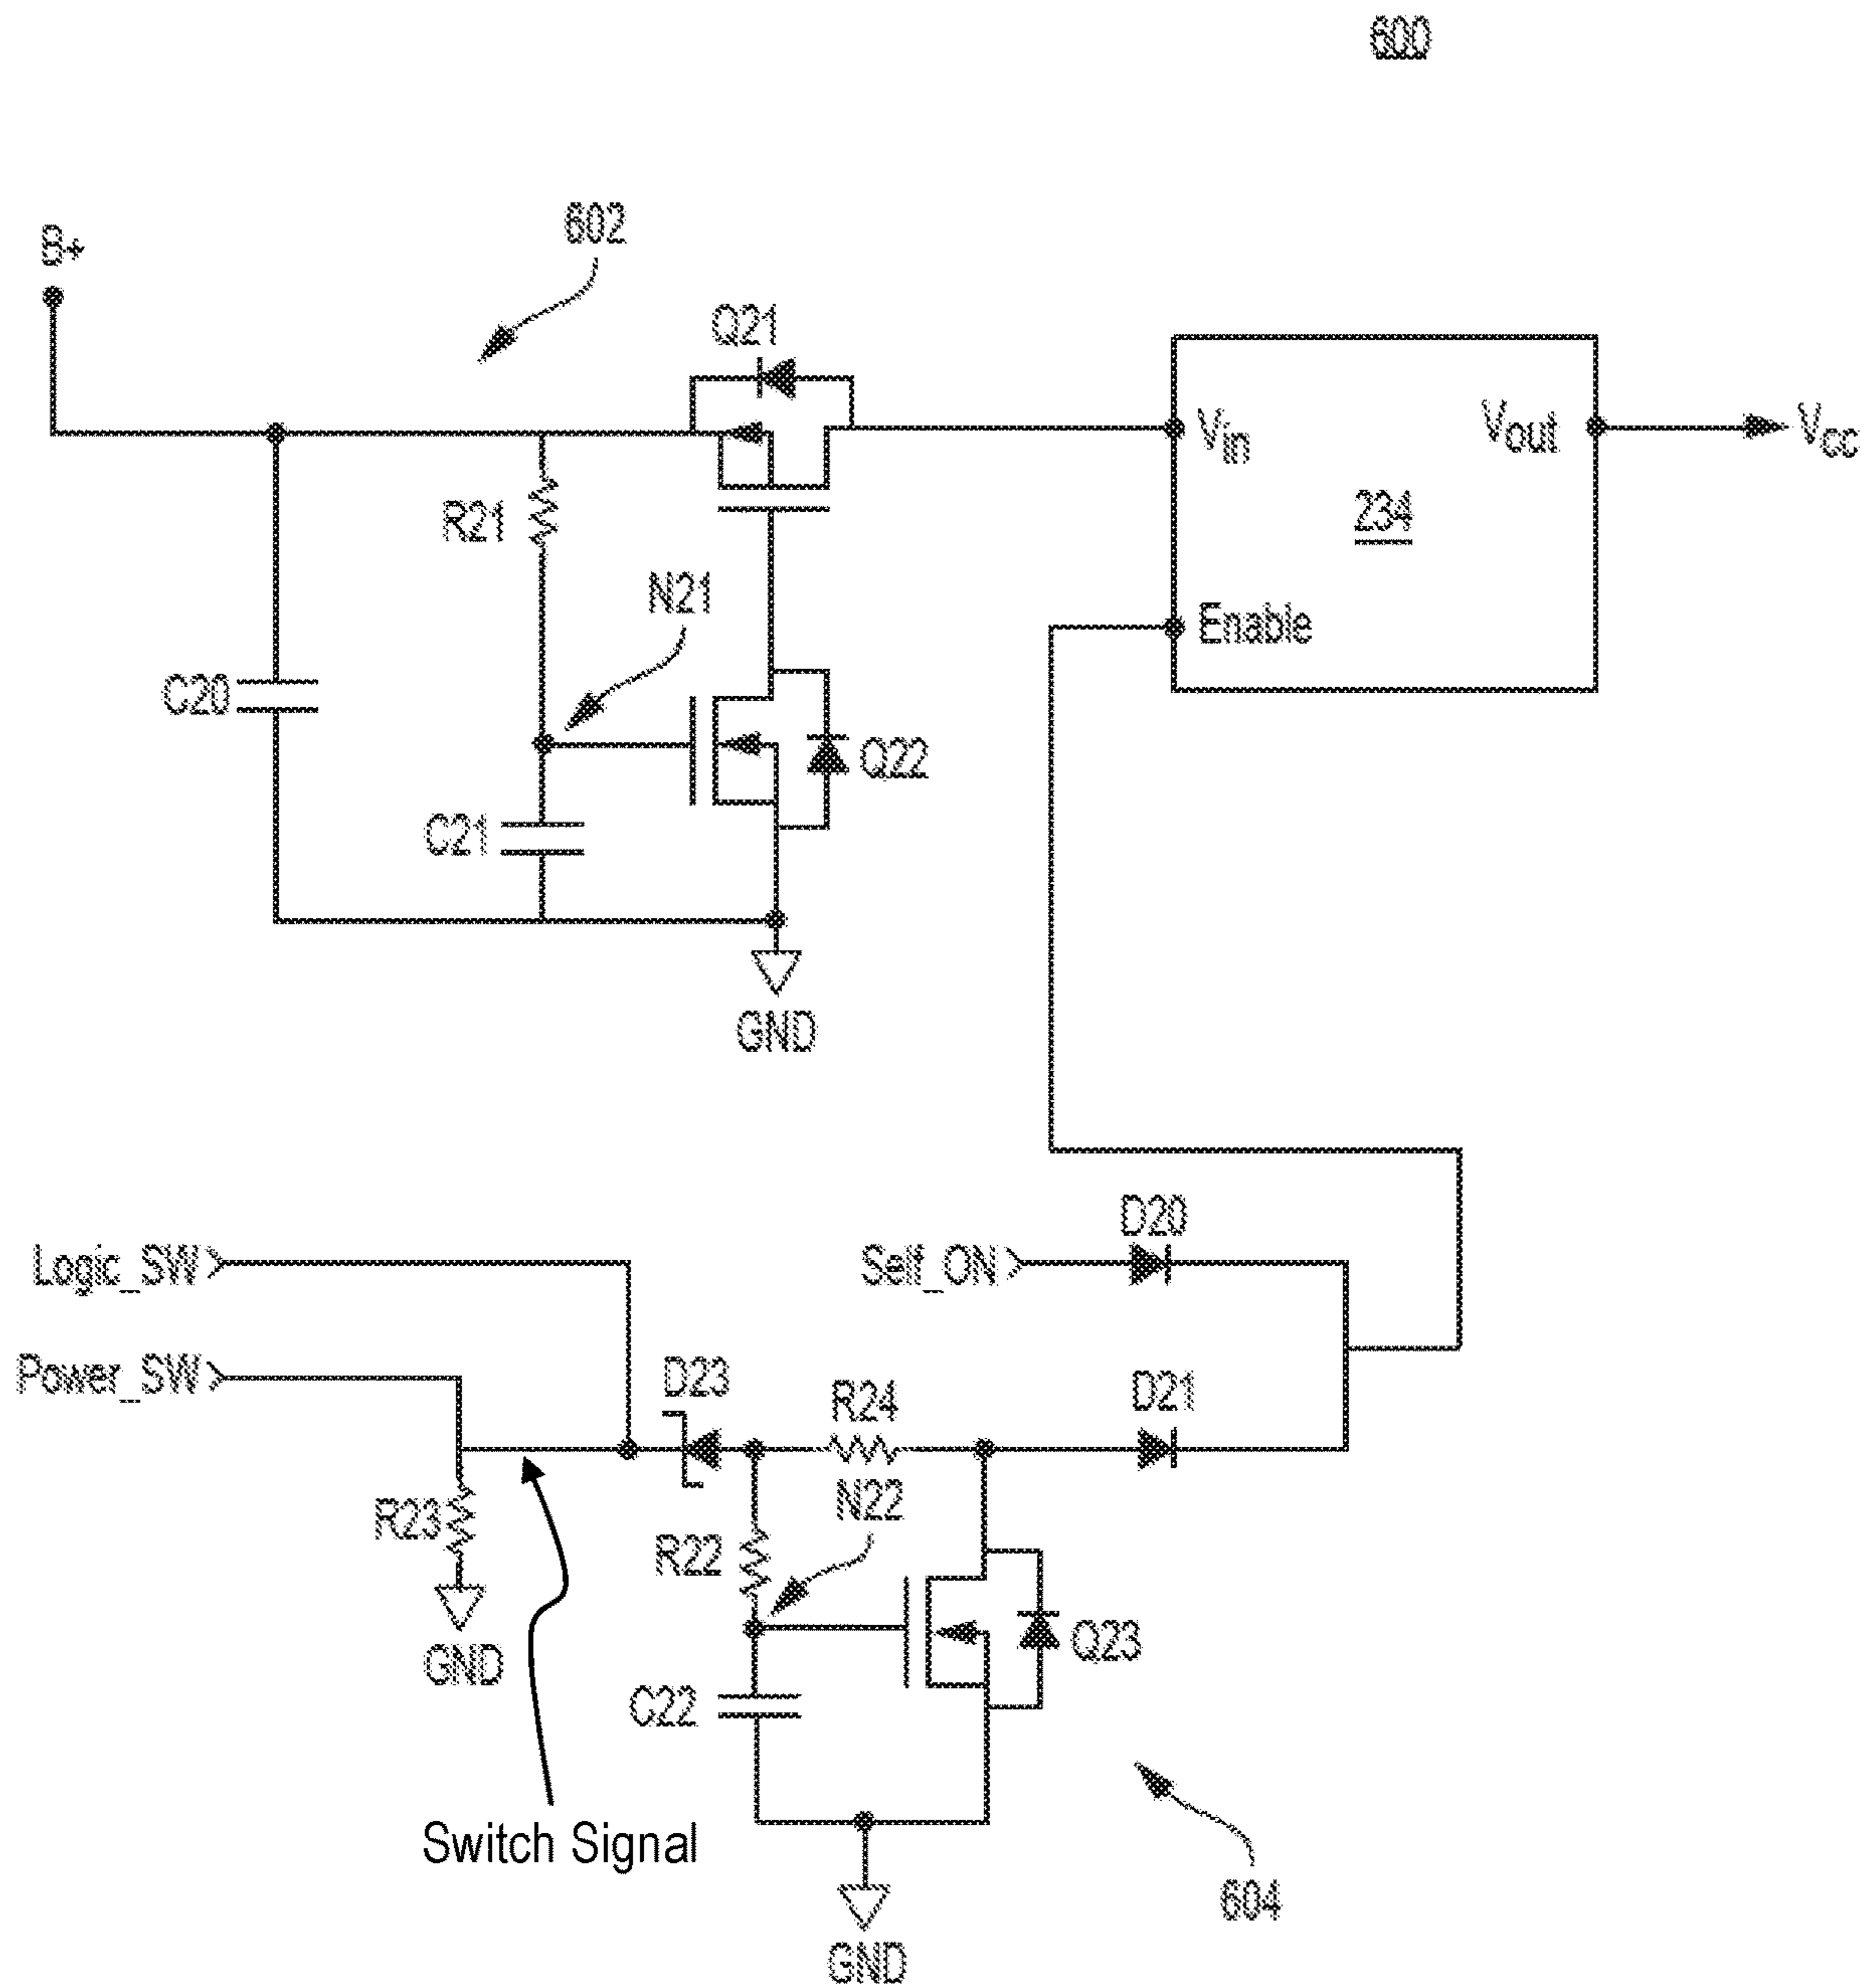 600
602
B+
Q21
Vin
Vout
Vcc
R21
234
N21
Enable
C20
Q22
C21
GND
D20
Logic_SW
Self_ON
Power_SW
D23
R24
D21
R23
R22
N22
GND
Q23
C22
Switch Signal
604
GND